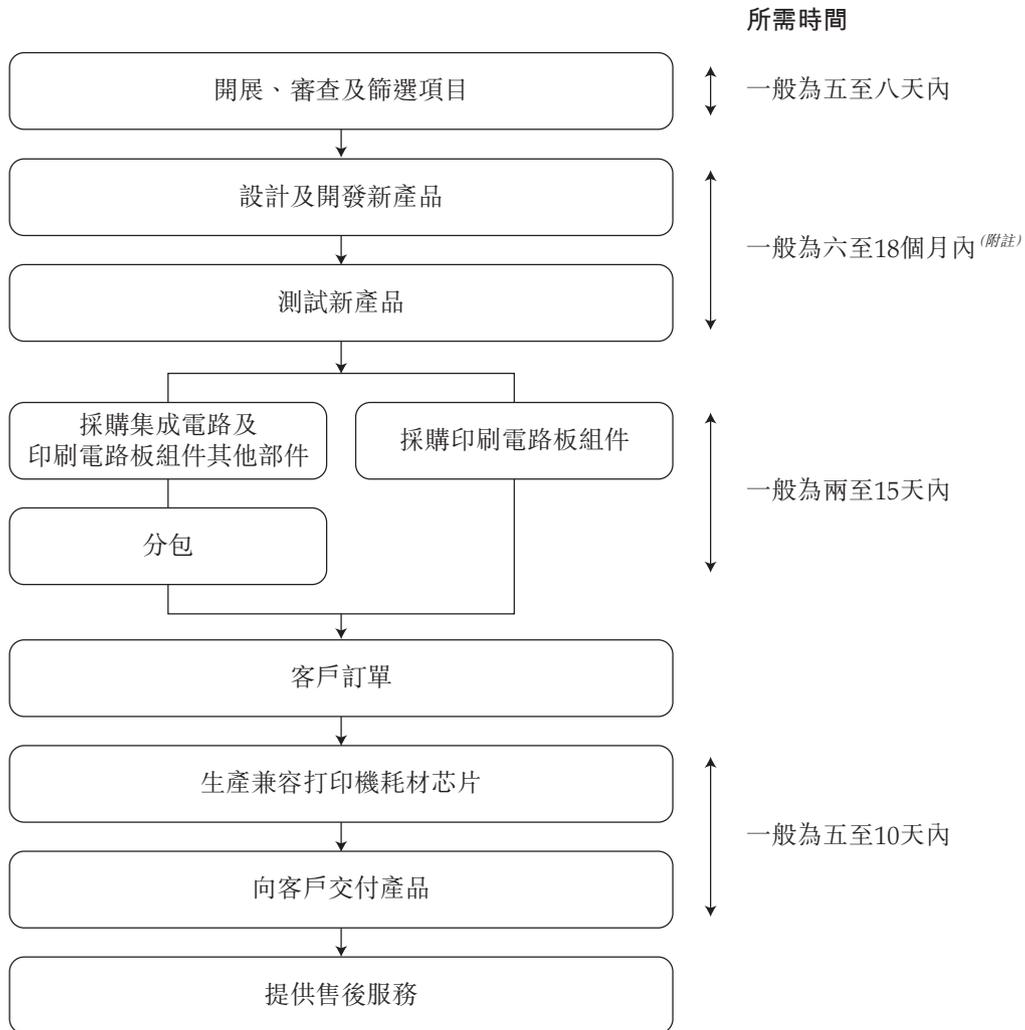 所需時間
開展、審查及篩選項目
一般為五至八天內
設計及開發新產品
一般為六至18個月內(附註)
測試新產品
採購集成電路及
印刷電路板組件其他部件
採購印刷電路板組件
一般為兩至15天內
分包
客戶訂單
生產兼容打印機耗材芯片
一般為五至10天內
向客戶交付產品
提供售後服務